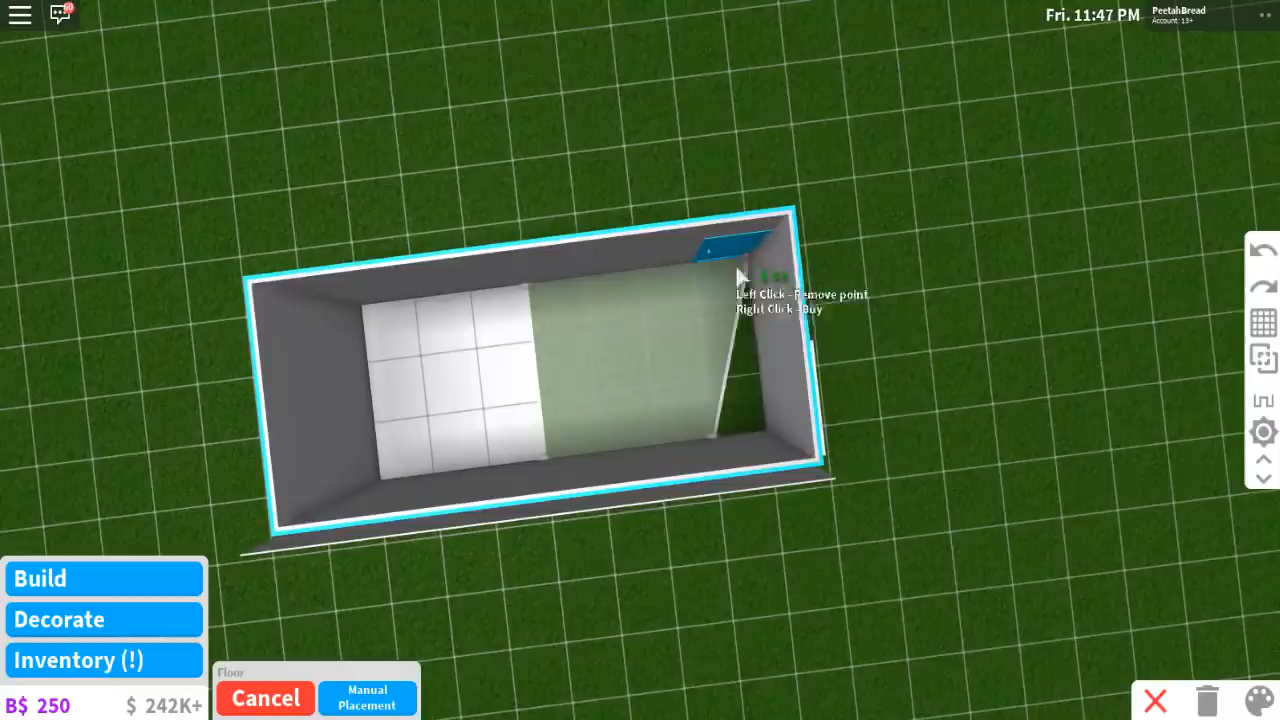 Fri. 11:47 PM
PeetahBread
Account: 13+
Left Click - Remove point
Right Click - Buy
Build
Decorate
Inventory (!)
B$ 250
$ 242K+
Floor
Cancel
Manual
Placement